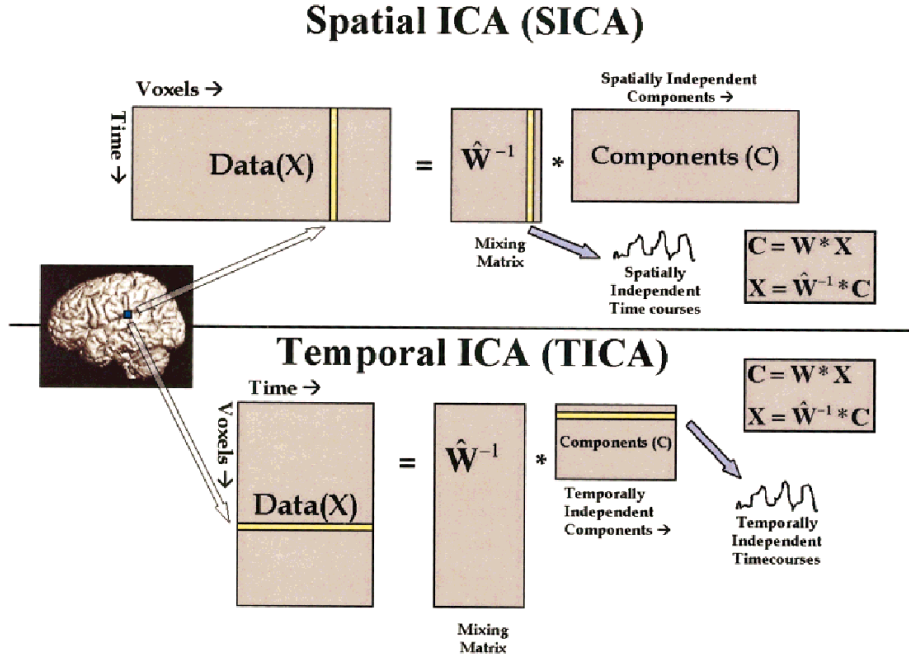 Spatial ICA (SICA)
Voxels →
Time →
Data(X)
=
Ŵ⁻¹
*
Spatially Independent
Components →
Components (C)
Mixing
Matrix
Spatially
Independent
Time courses
C = W * X
X = Ŵ⁻¹ * C
Temporal ICA (TICA)
Time →
Voxels →
Data(X)
=
Ŵ⁻¹
*
Components (C)
Temporally
Independent
Components →
Mixing
Matrix
Temporally
Independent
Timecourses
C = W * X
X = Ŵ⁻¹ * C